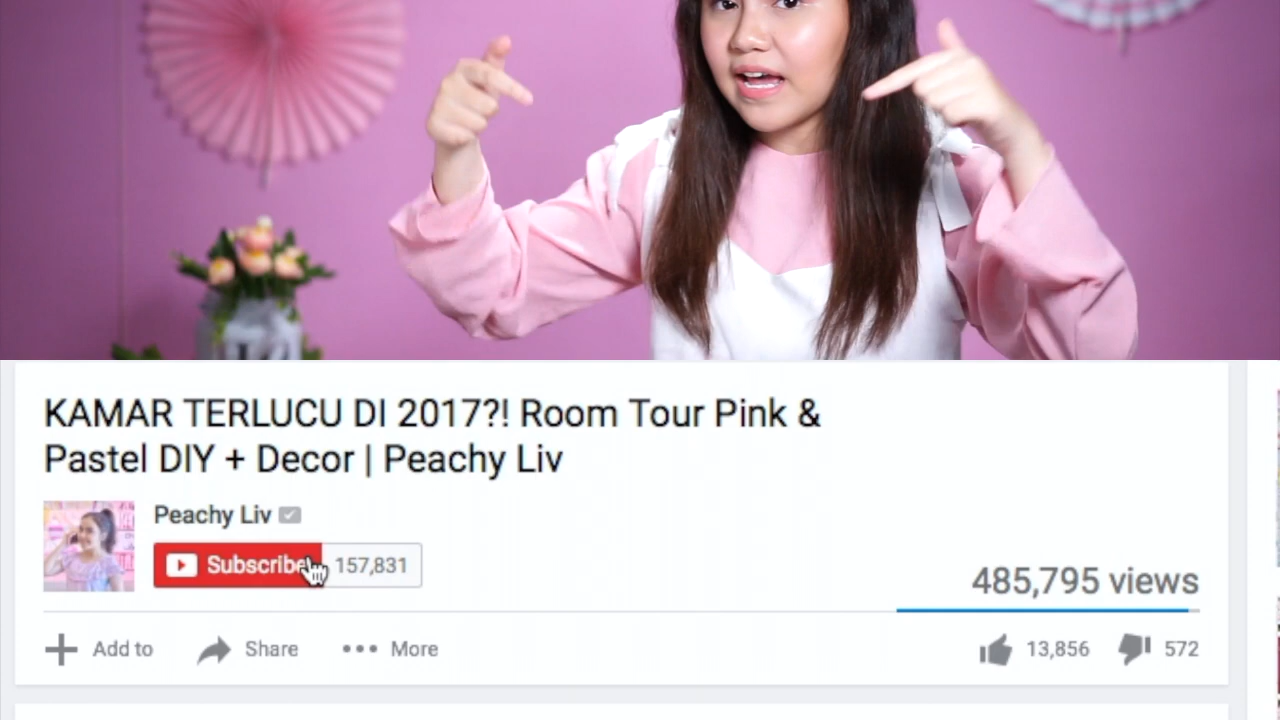 KAMAR TERLUCU DI 2017?! Room Tour Pink &
Pastel DIY + Decor | Peachy Liv
Peachy Liv
Subscribe 157,831
485,795 views
Add to Share More 13,856 572